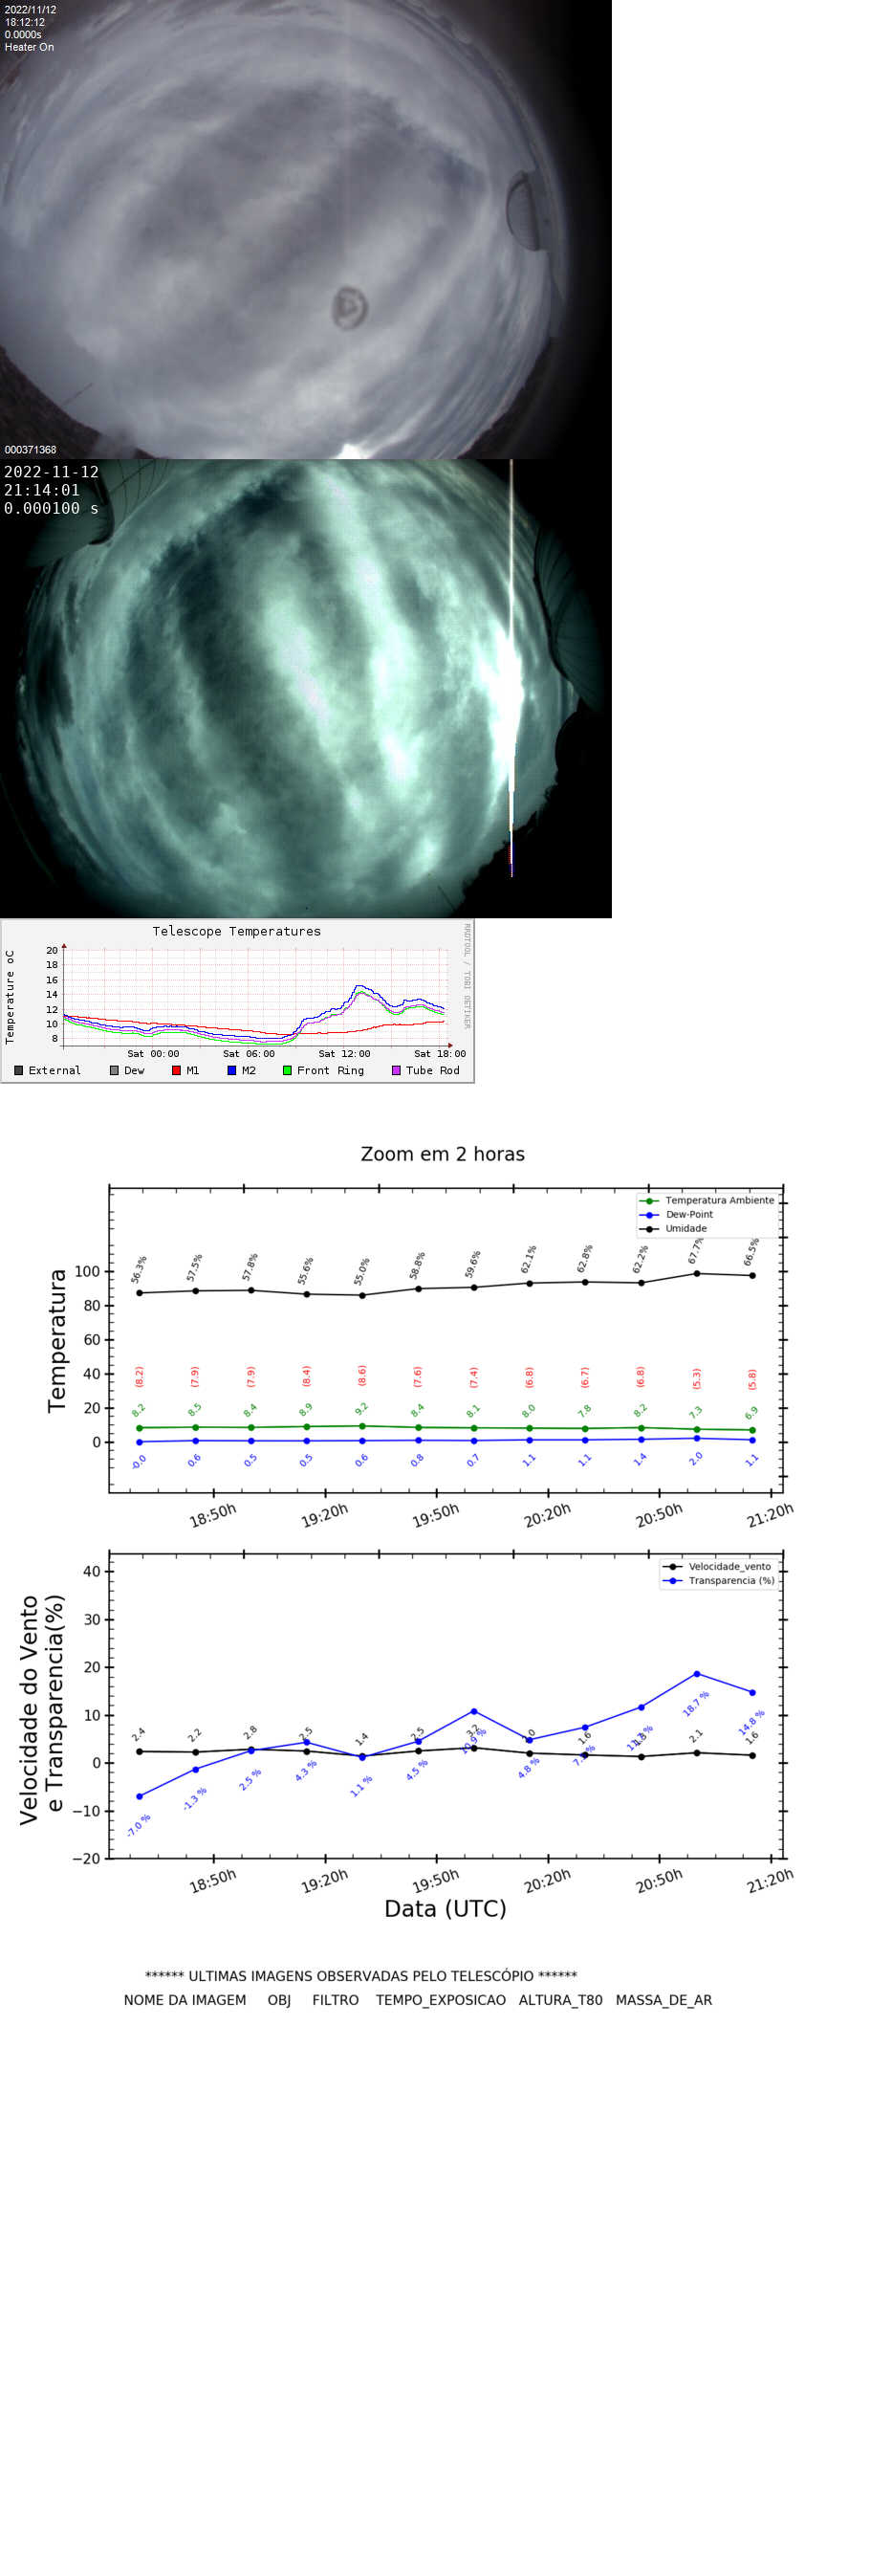 2022/11/12
18:12:12
0.0000s
Heater On
000371368
2022-11-12
21:14:01
0.000100 s
Telescope Temperatures
RRDTOOL / TOBI OETIKER
Temperature oC
20
18
16
14
12
10
8
Sat 00:00 Sat 06:00 Sat 12:00 Sat 18:00
External Dew M1 M2 Front Ring Tube Rod
Zoom em 2 horas
Temperatura Ambiente
Dew-Point
Umidade
Temperatura
100
80
60
40
20
0
56.3% 57.5% 57.8% 55.6% 55.0% 58.8% 59.6% 62.1% 62.8% 62.2% 67.7% 66.5%
(8.2) (7.9) (7.9) (8.4) (8.6) (7.6) (7.4) (6.8) (6.7) (6.8) (5.3) (5.8)
8.2 8.5 8.4 8.9 9.2 8.4 8.1 8.0 7.8 8.2 7.3 6.9
-0.0 0.6 0.5 0.5 0.6 0.8 0.7 1.1 1.1 1.4 2.0 1.1
18:50h 19:20h 19:50h 20:20h 20:50h 21:20h
Velocidade_vento
Transparencia (%)
Velocidade do Vento
e Transparencia(%)
40
30
20
10
0
−10
−20
2.4 2.2 2.8 2.5 1.4 2.5 3.2 1.6 2.1 1.6
-7.0 % -1.3 % 2.5 % 4.3 % 1.1 % 4.5 % 10.9 % 4.8 % 18.7 % 14.8 %
18:50h 19:20h 19:50h 20:20h 20:50h 21:20h
Data (UTC)
****** ULTIMAS IMAGENS OBSERVADAS PELO TELESCÓPIO ******
NOME DA IMAGEM OBJ FILTRO TEMPO_EXPOSICAO ALTURA_T80 MASSA_DE_AR